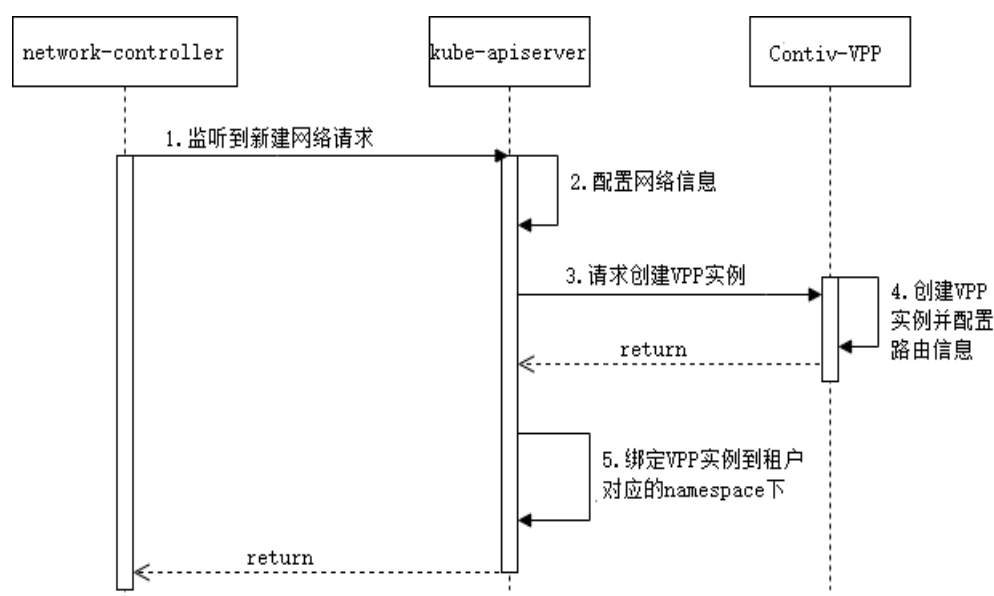 network-controller
kube-apiserver
Contiv-VPP
1.监听到新建网络请求
2.配置网络信息
3.请求创建VPP实例
4.创建VPP
实例并配置
路由信息
return
5.绑定VPP实例到租户
对应的namespace下
return